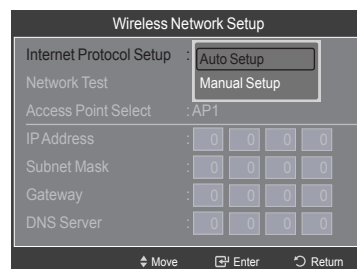 Wireless Network Setup
Internet Protocol Setup : Auto Setup
Manual Setup
Network Test
Access Point Select : AP1
IP Address : 0 0 0 0
Subnet Mask : 0 0 0 0
Gateway : 0 0 0 0
DNS Server : 0 0 0 0
Move Enter Return